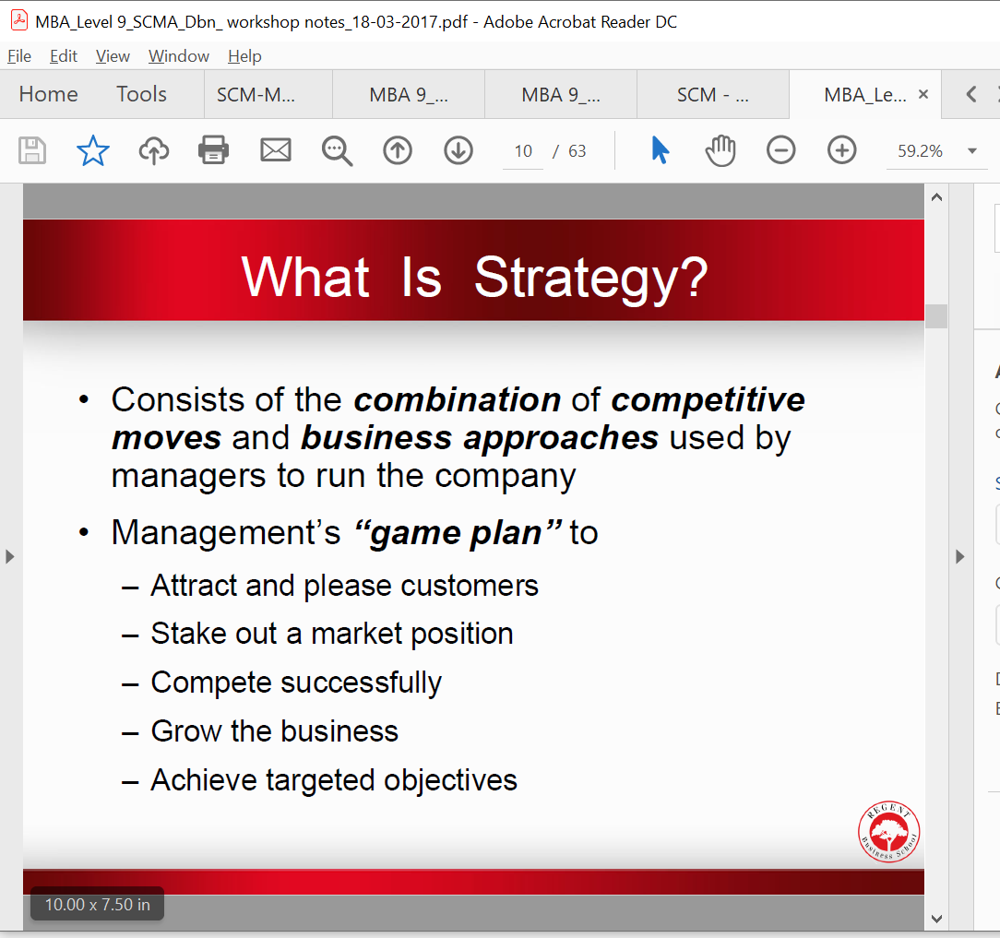 MBA_Level 9_SCMA_Dbn_ workshop notes_18-03-2017.pdf - Adobe Acrobat Reader DC
File Edit View Window Help
Home Tools SCM-M... MBA 9_... MBA 9_... SCM - ... MBA_Le... ×
10 / 63 59.2%
What Is Strategy?
• Consists of the combination of competitive
moves and business approaches used by
managers to run the company
• Management’s “game plan” to
– Attract and please customers
– Stake out a market position
– Compete successfully
– Grow the business
– Achieve targeted objectives
REGENT
Business School
10.00 x 7.50 in